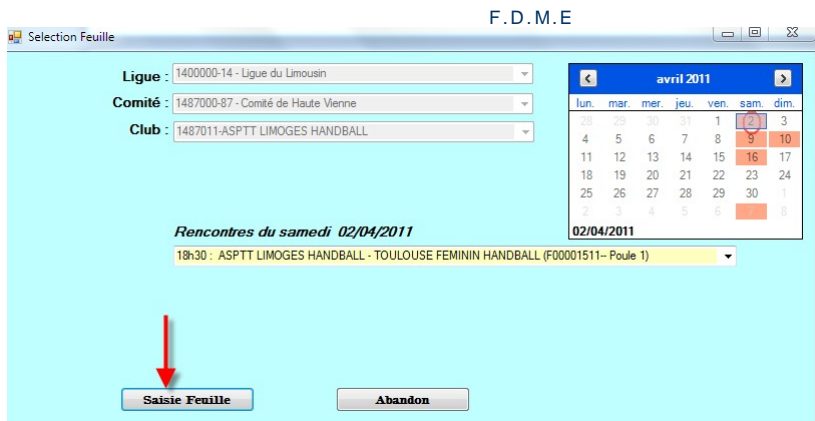 F.D.M.E
Selection Feuille
Ligue : 1400000-14 - Ligue du Limousin
Comité : 1487000-87 - Comité de Haute Vienne
Club : 1487011-ASPTT LIMOGES HANDBALL
avril 2011
lun. mar. mer. jeu. ven. sam. dim.
28 29 30 31 1 2 3
4 5 6 7 8 9 10
11 12 13 14 15 16 17
18 19 20 21 22 23 24
25 26 27 28 29 30 1
2 3 4 5 6 7 8
02/04/2011
Rencontres du samedi 02/04/2011
18h30 : ASPTT LIMOGES HANDBALL - TOULOUSE FEMININ HANDBALL (F00001511-- Poule 1)
Saisie Feuille Abandon